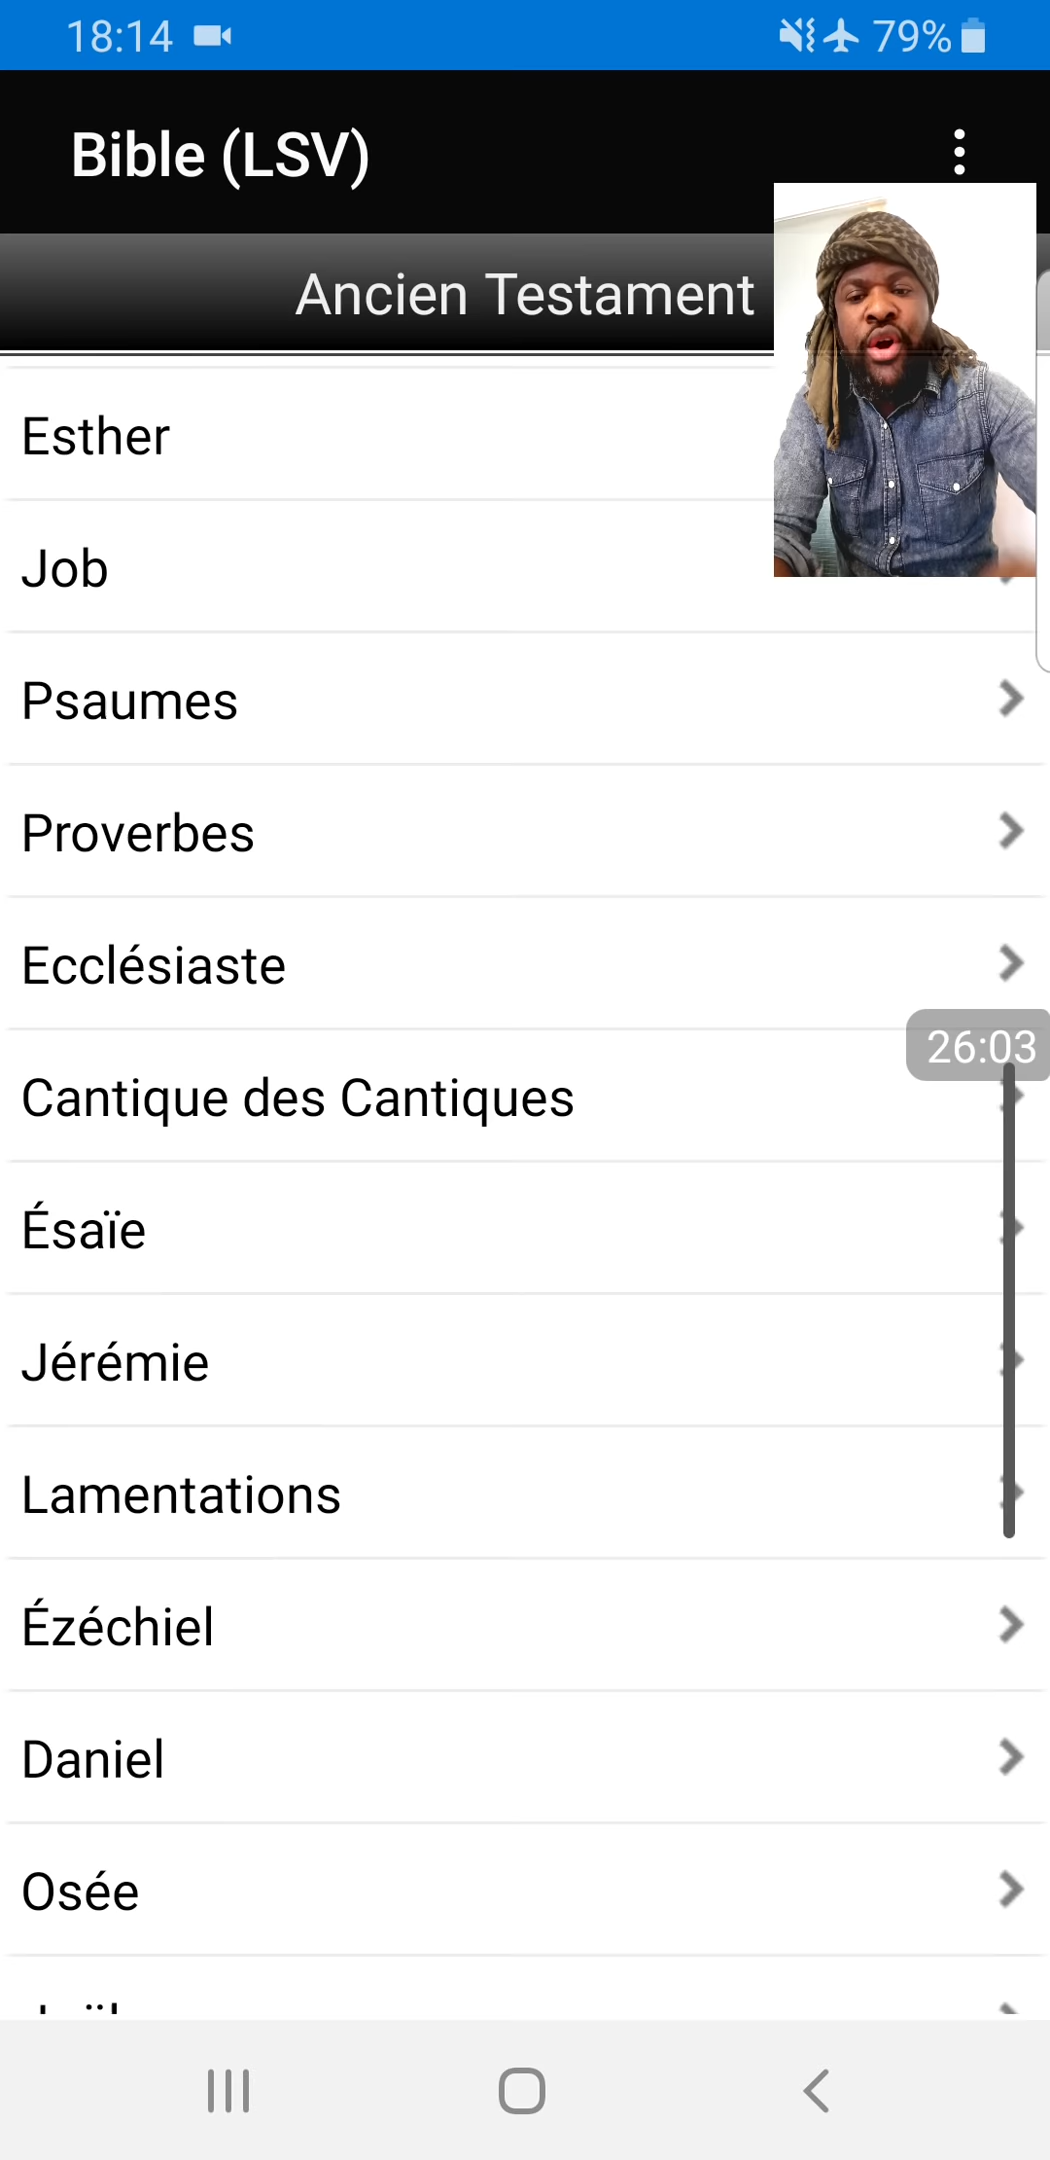 18:14
79%
Bible (LSV)
Ancien Testament
Esther
Job
Psaumes
Proverbes
Ecclésiaste
26:03
Cantique des Cantiques
Ésaïe
Jérémie
Lamentations
Ézéchiel
Daniel
Osée